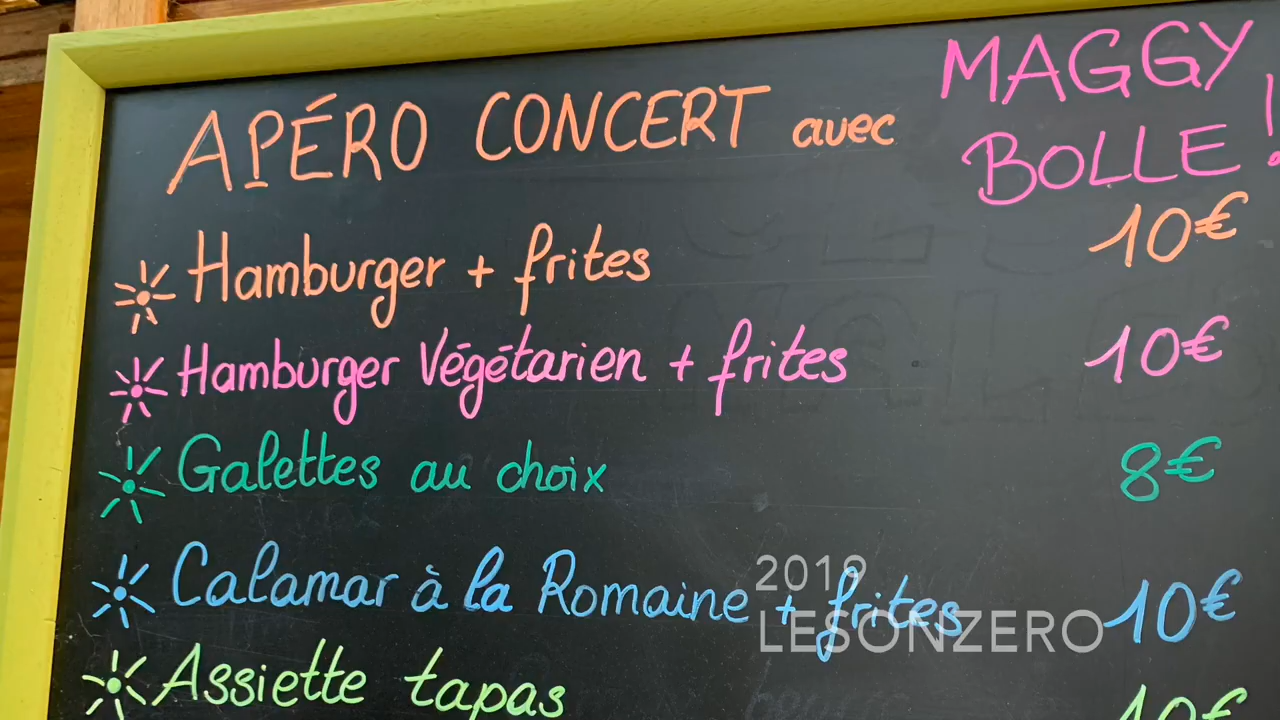 APÉRO CONCERT avec MAGGY BOLLE !
Hamburger + frites 10€
Hamburger Végétarien + frites 10€
Galettes au choix 8€
Calamar à la Romaine + frites 10€
Assiette tapas 10€
2019
LESONZERO